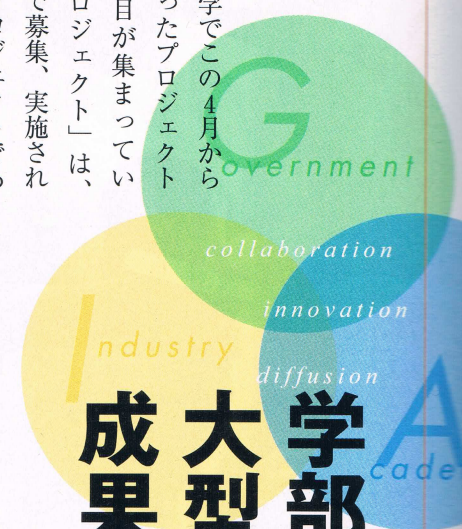 学でこの4月から
ったプロジェクト
目が集まってい
ロジェクト」は、
で募集、実施され
Government
collaboration
innovation
Industry
diffusion
Acade
学部
大型
成果